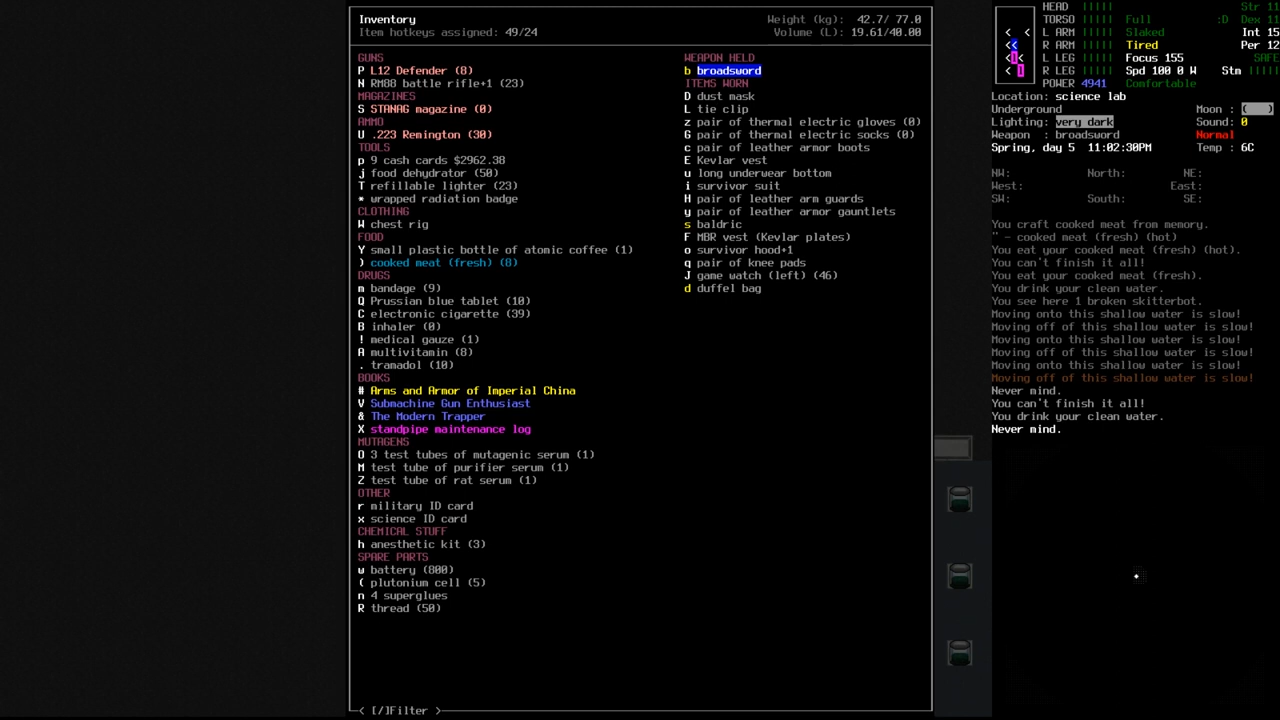 Inventory
Weight (kg): 42.7/ 77.0
Item hotkeys assigned: 49/24
Volume (L): 19.61/40.00
GUNS
P L12 Defender (8)
N RM88 battle rifle+1 (23)
MAGAZINES
S STANAG magazine (0)
AMMO
U .223 Remington (30)
TOOLS
p 9 cash cards $2962.38
j food dehydrator (50)
T refillable lighter (23)
* wrapped radiation badge
CLOTHING
W chest rig
FOOD
Y small plastic bottle of atomic coffee (1)
) cooked meat (fresh) (8)
DRUGS
m bandage (9)
Q Prussian blue tablet (10)
C electronic cigarette (39)
B inhaler (0)
! medical gauze (1)
A multivitamin (8)
. tramadol (10)
BOOKS
# Arms and Armor of Imperial China
V Submachine Gun Enthusiast
& The Modern Trapper
X standpipe maintenance log
MUTAGENS
O 3 test tubes of mutagenic serum (1)
M test tube of purifier serum (1)
Z test tube of rat serum (1)
OTHER
r military ID card
x science ID card
CHEMICAL STUFF
h anesthetic kit (3)
SPARE PARTS
w battery (800)
( plutonium cell (5)
n 4 superglues
R thread (50)
WEAPON HELD
b broadsword
ITEMS WORN
D dust mask
L tie clip
z pair of thermal electric gloves (0)
G pair of thermal electric socks (0)
c pair of leather armor boots
E Kevlar vest
u long underwear bottom
i survivor suit
H pair of leather arm guards
y pair of leather armor gauntlets
s baldric
F MBR vest (Kevlar plates)
o survivor hood+1
q pair of knee pads
J game watch (left) (46)
d duffel bag
< [/]Filter >
HEAD ||||| Str 11
TORSO ||||| Full :D Dex 11
L ARM ||||| Slaked Int 15
R ARM ||||| Tired Per 12
L LEG ||||| Focus 155 SAFE
R LEG ||||| Spd 100 0 W Stm |||||
POWER 4941 Comfortable
Location: science lab
Underground Moon : ( )
Lighting: very dark Sound: 0
Weapon : broadsword Normal
Spring, day 5 11:02:30PM Temp : 6C
NW: North: NE:
West: East:
SW: South: SE:
You craft cooked meat from memory.
" - cooked meat (fresh) (hot)
You eat your cooked meat (fresh) (hot).
You can't finish it all!
You eat your cooked meat (fresh).
You drink your clean water.
You see here 1 broken skitterbot.
Moving onto this shallow water is slow!
Moving off of this shallow water is slow!
Moving onto this shallow water is slow!
Moving off of this shallow water is slow!
Moving onto this shallow water is slow!
Moving off of this shallow water is slow!
Never mind.
You can't finish it all!
You drink your clean water.
Never mind.